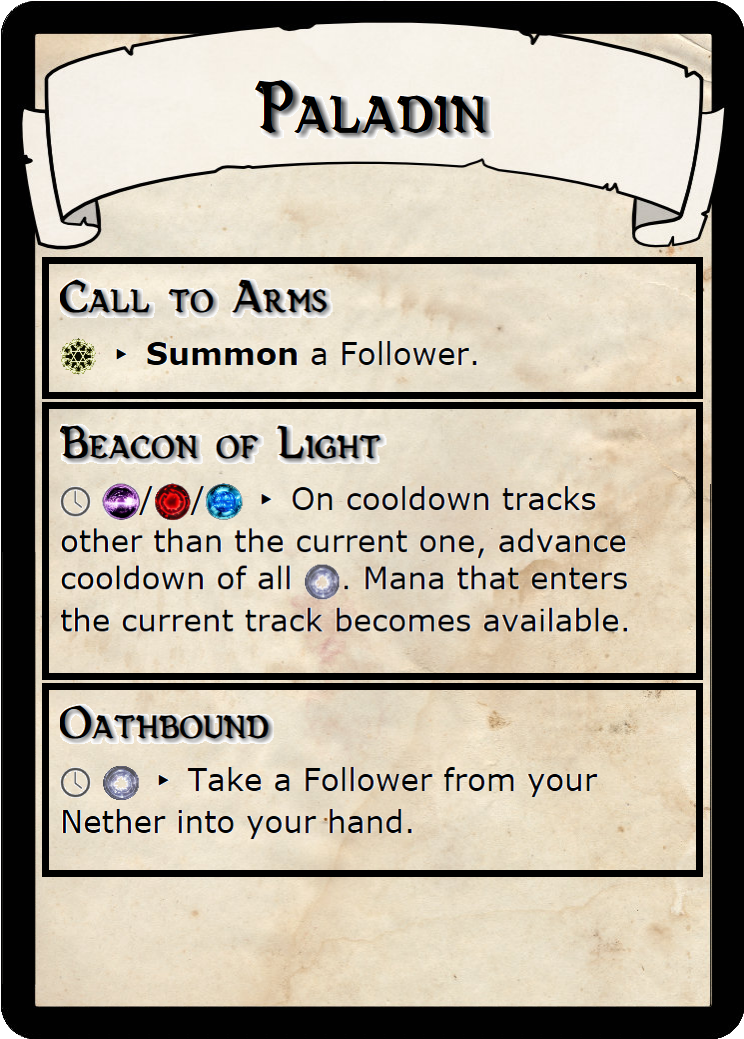 Paladin
Call to Arms
‣ Summon a Follower.
Beacon of Light
/ / ‣ On cooldown tracks
other than the current one, advance
cooldown of all . Mana that enters
the current track becomes available.
Oathbound
‣ Take a Follower from your
Nether into your hand.